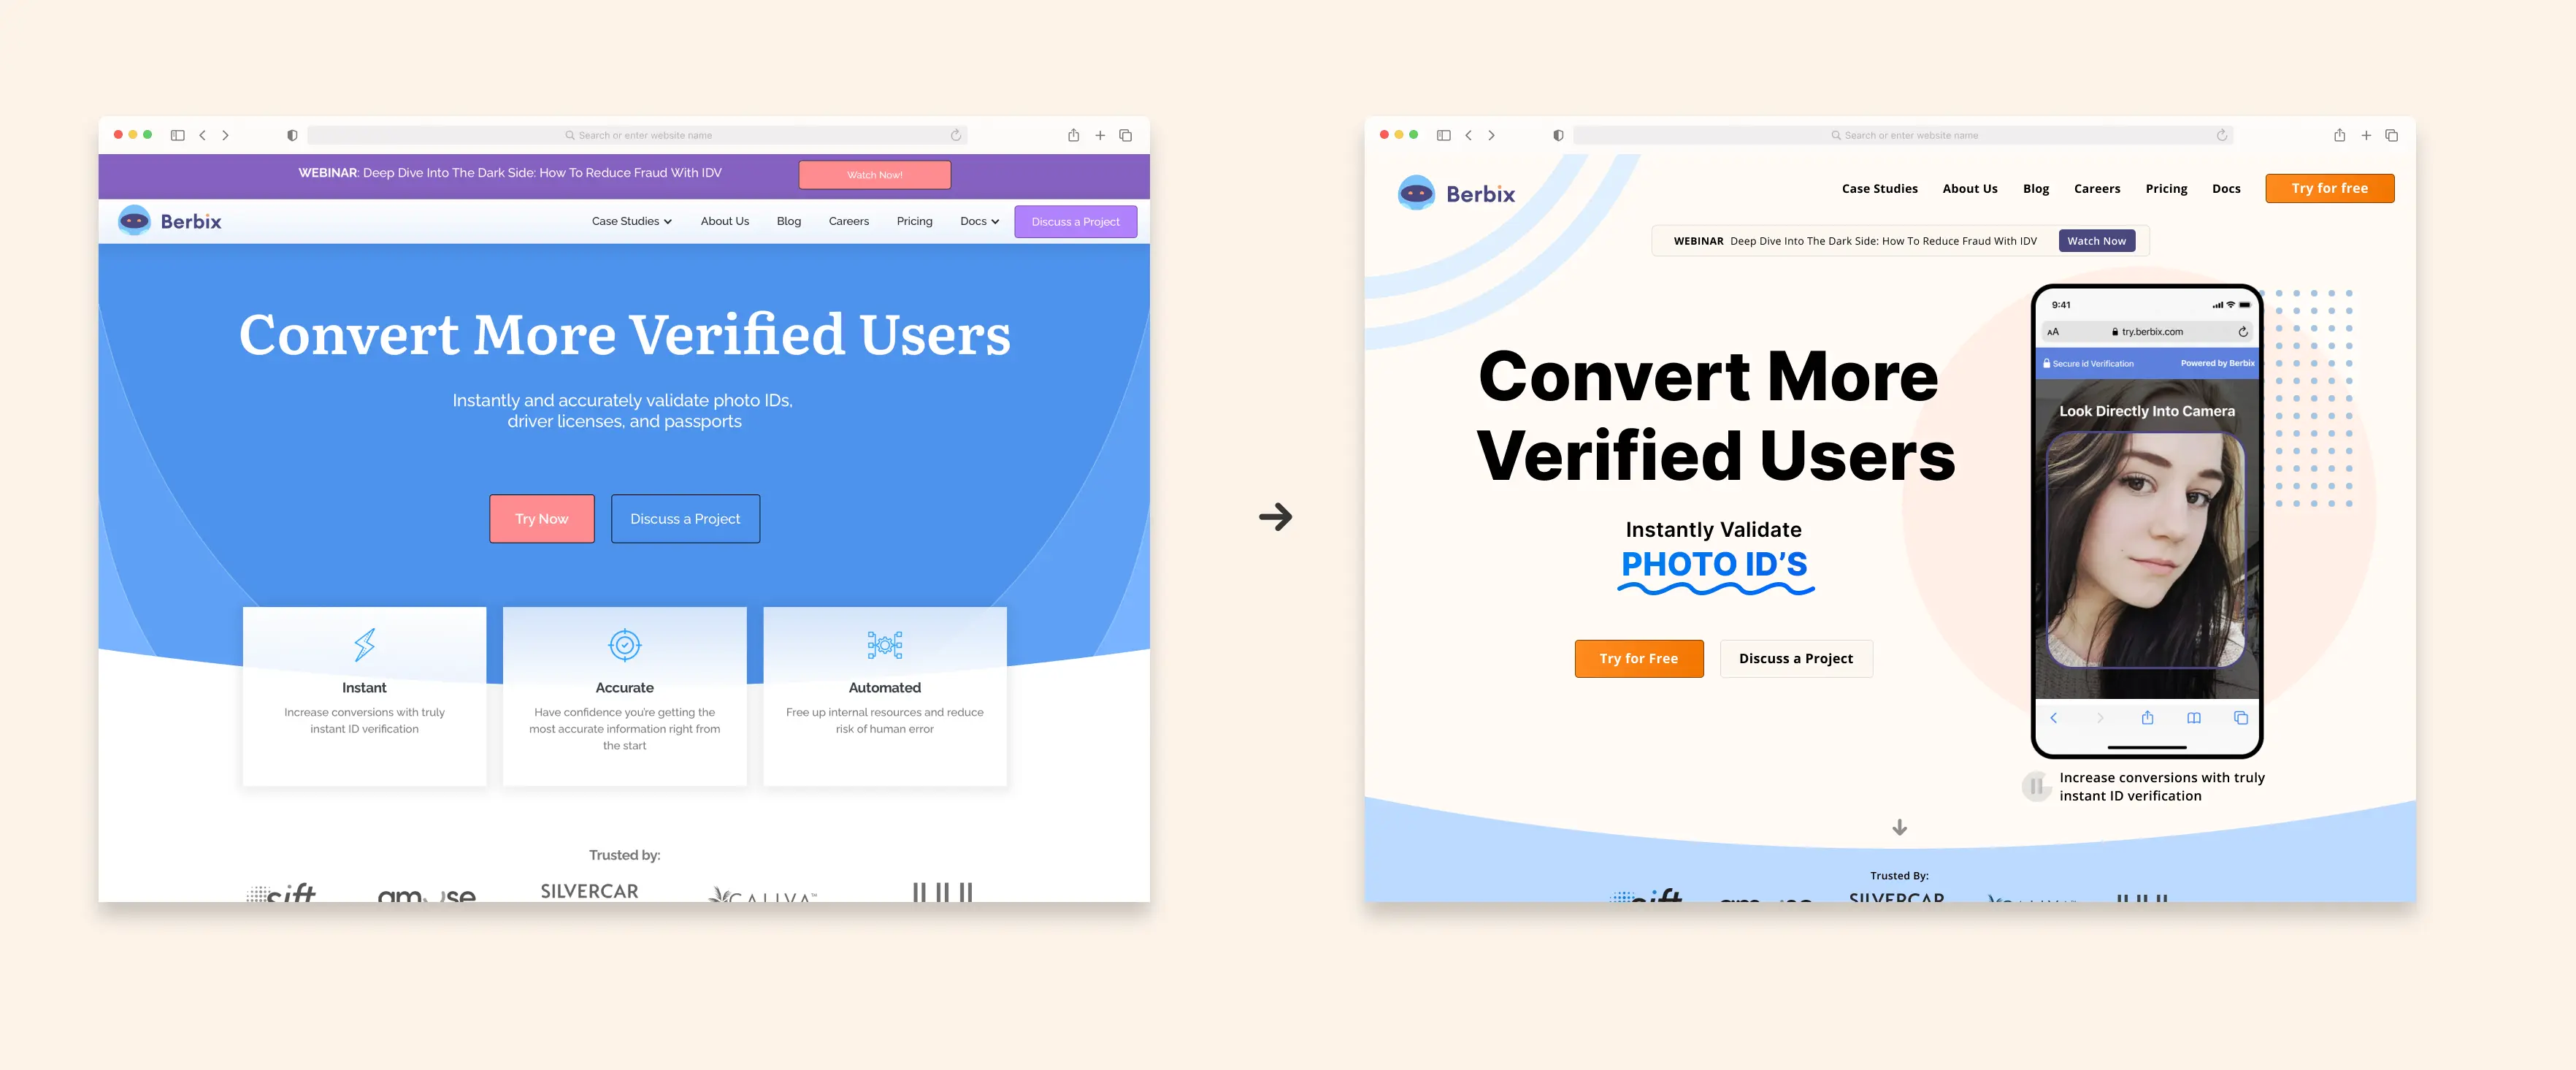 Search or enter website name
WEBINAR: Deep Dive Into The Dark Side: How To Reduce Fraud With IDV
Watch Now!
Berbix
Case Studies
About Us
Blog
Careers
Pricing
Docs
Discuss a Project
Convert More Verified Users
Instantly and accurately validate photo IDs,
driver licenses, and passports
Try Now
Discuss a Project
Instant
Increase conversions with truly
instant ID verification
Accurate
Have confidence you're getting the
most accurate information right from
the start
Automated
Free up internal resources and reduce
risk of human error
Trusted by:
sift
SILVERCAR
CALIVA™
Search or enter website name
Berbix
Case Studies
About Us
Blog
Careers
Pricing
Docs
Try for free
WEBINAR Deep Dive Into The Dark Side: How To Reduce Fraud With IDV
Watch Now
Convert More
Verified Users
Instantly Validate
PHOTO ID’S
Try for Free
Discuss a Project
9:41
AA
try.berbix.com
Secure id Verification
Powered by Berbix
Look Directly Into Camera
Increase conversions with truly
instant ID verification
Trusted By:
sift
SILVERCAR